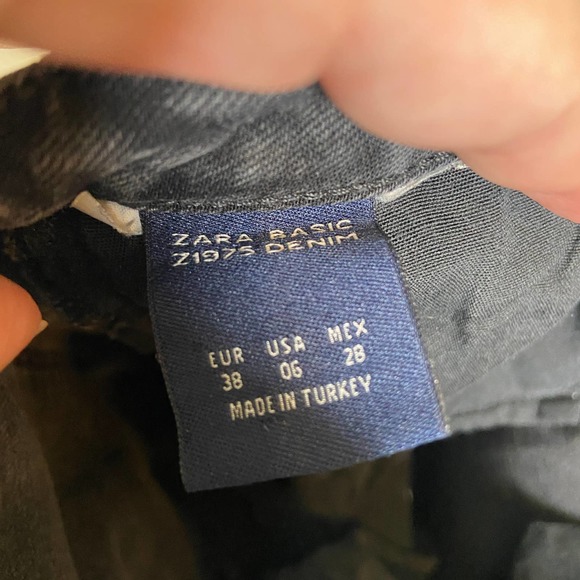 ZARA BASIC
Z1975 DENIM
EUR USA MEX
38 06 28
MADE IN TURKEY